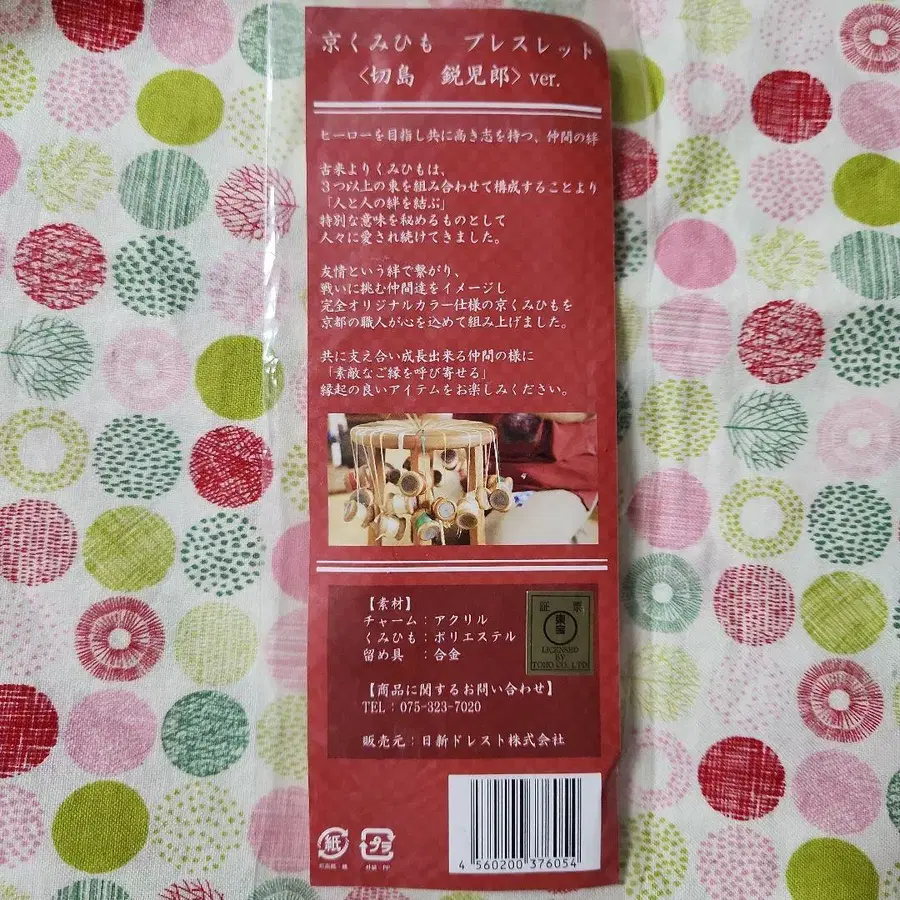 京くみひも ブレスレット
〈切島 鋭児郎〉ver.
ヒーローを目指し共に高き志を持つ、仲間の絆
古来よりくみひもは、
3つ以上の束を組み合わせて構成することより
「人と人の絆を結ぶ」
特別な意味を秘めるものとして
人々に愛され続けてきました。
友情という絆で繋がり、
戦いに挑む仲間達をイメージし
完全オリジナルカラー仕様の京くみひもを
京都の職人が心を込めて組み上げました。
共に支え合い成長出来る仲間の様に
「素敵なご縁を呼び寄せる」
縁起の良いアイテムをお楽しみください。
【素材】
チャーム：アクリル
くみひも：ポリエステル
留め具 ：合金
証 票
東宝
LICENSED
BY
TOHO CO., LTD
【商品に関するお問い合わせ】
TEL：075-323-7020
販売元：日新ドレスト株式会社
紙
プラ
外袋：PP
4 560200 376054